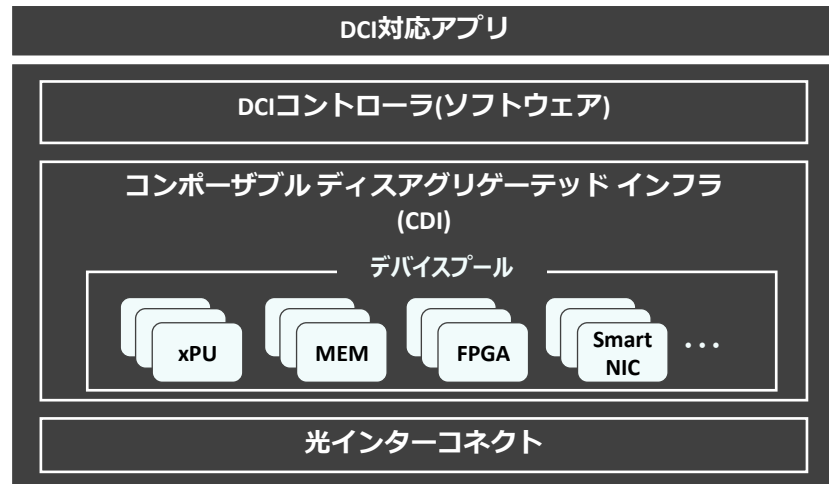 DCI対応アプリ
DCIコントローラ(ソフトウェア)
コンポーザブル ディスアグリゲーテッド インフラ
(CDI)
デバイスプール
xPU
MEM
FPGA
Smart
NIC
...
光インターコネクト